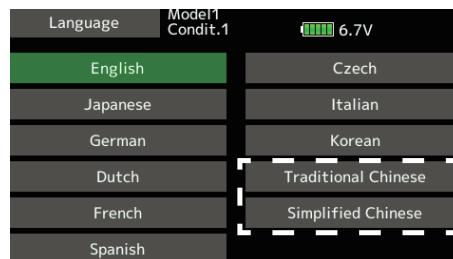 Language
Model1
Condit.1
6.7V
English
Czech
Japanese
Italian
German
Korean
Dutch
Traditional Chinese
French
Simplified Chinese
Spanish